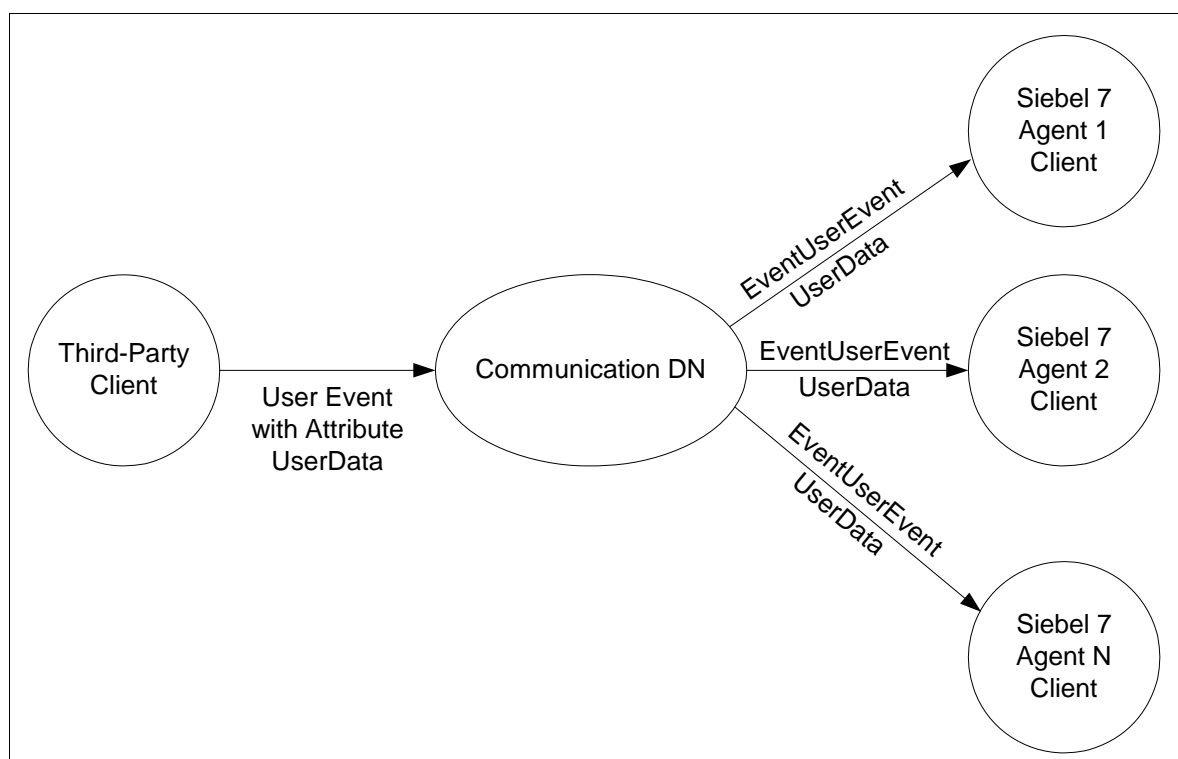 Third-Party
Client
User Event
with Attribute
UserData
Communication DN
EventUserEvent
UserData
Siebel 7
Agent 1
Client
EventUserEvent
UserData
Siebel 7
Agent 2
Client
EventUserEvent
UserData
Siebel 7
Agent N
Client